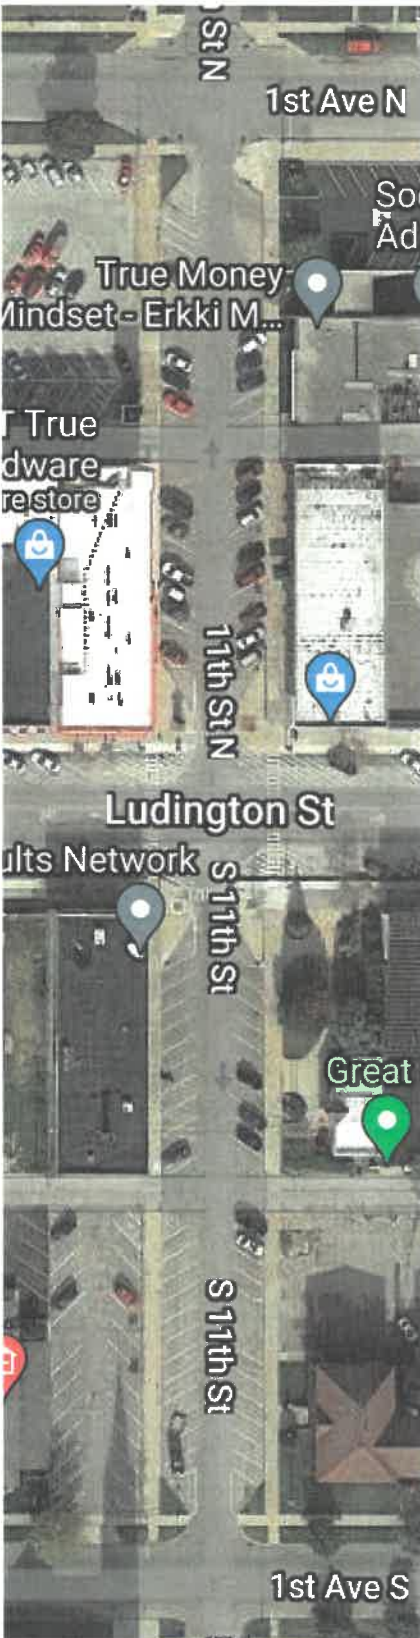 St N
1st Ave N
True Money
Mindset - Erkki M...
T True
dware
re store
11th St N
Ludington St
ults Network
S 11th St
Great
S 11th St
1st Ave S